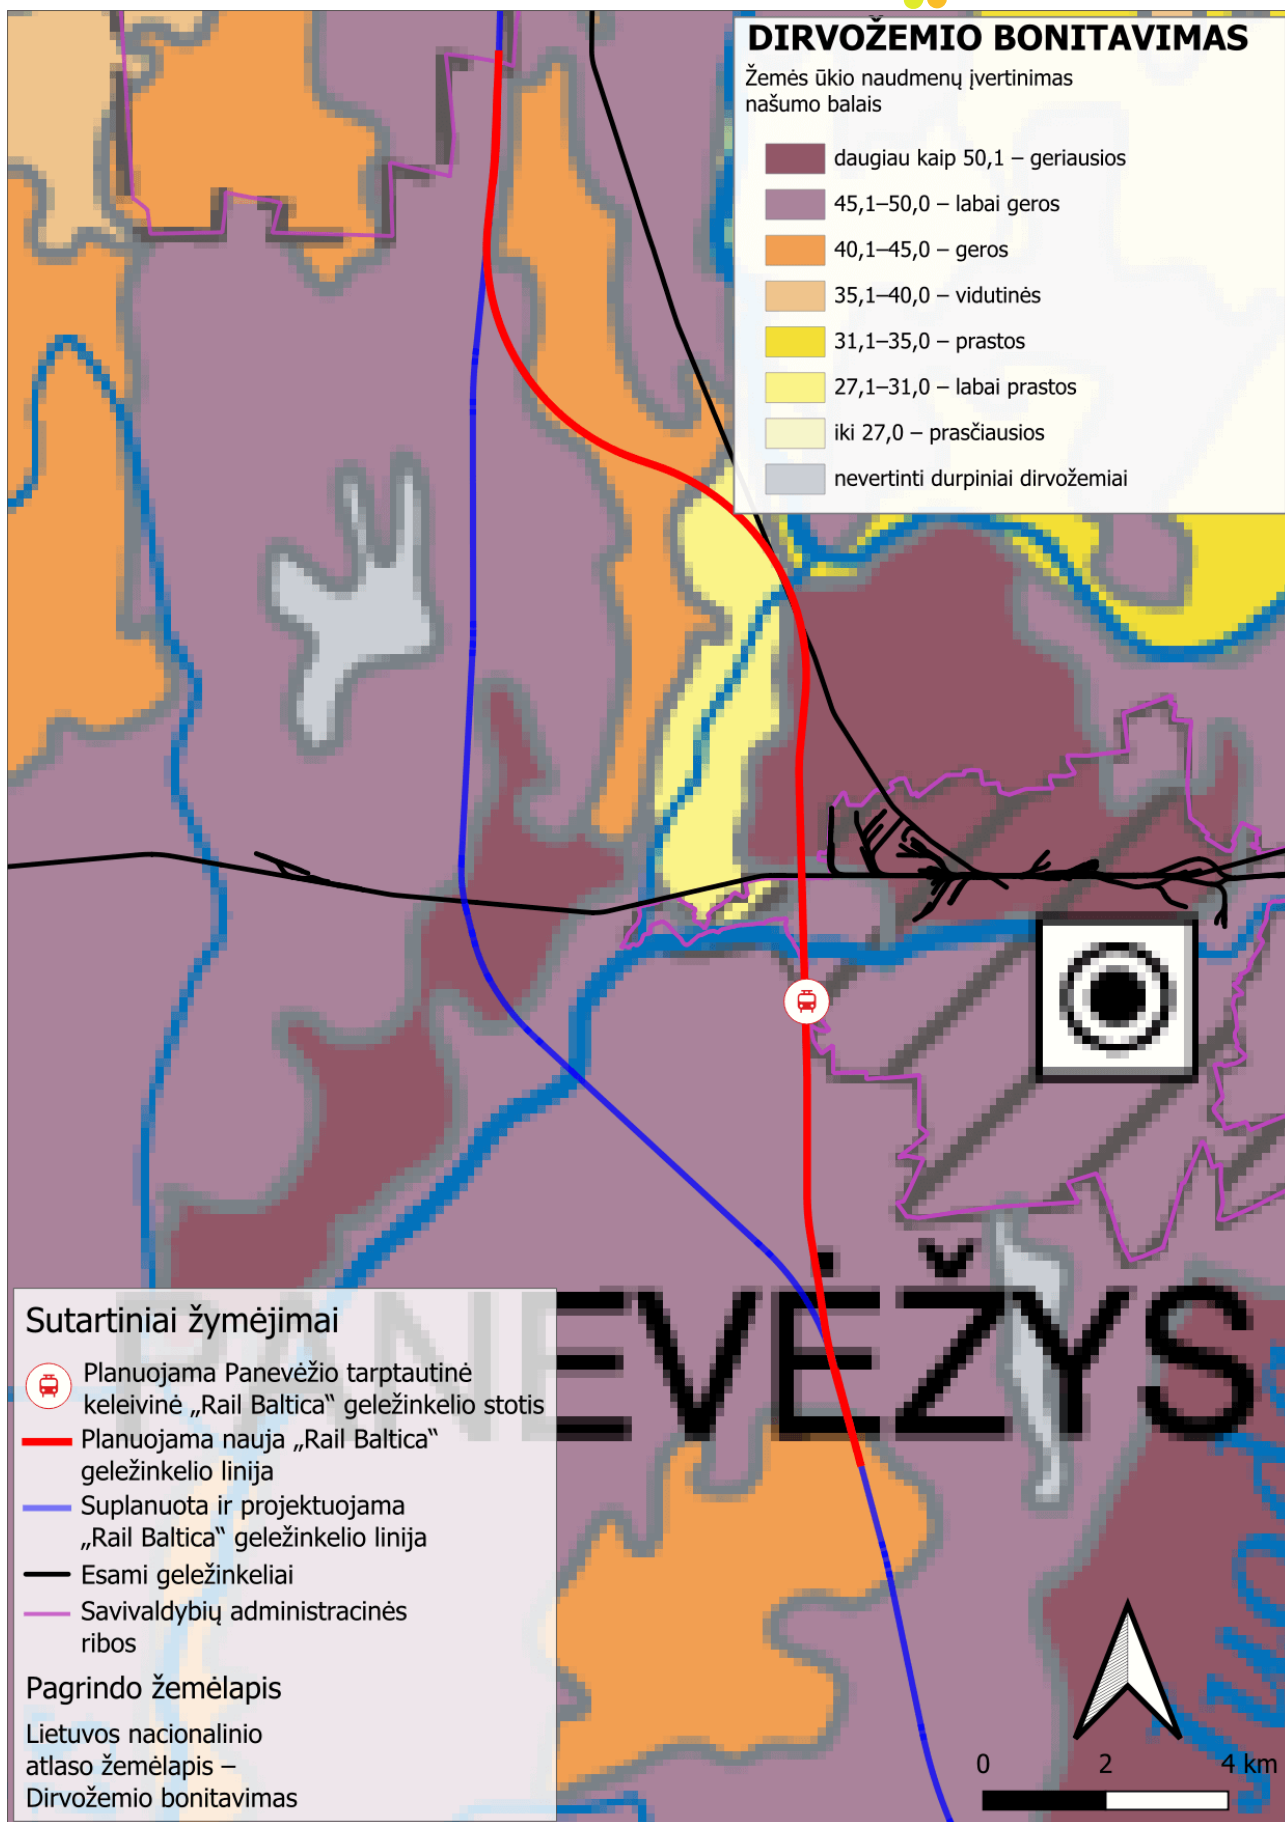 DIRVOŽEMIO BONITAVIMAS
Žemės ūkio naudmenų įvertinimas
našumo balais
daugiau kaip 50,1 – geriausios
45,1–50,0 – labai geros
40,1–45,0 – geros
35,1–40,0 – vidutinės
31,1–35,0 – prastos
27,1–31,0 – labai prastos
iki 27,0 – prasčiausios
nevertinti durpiniai dirvožemiai
PANEVĖŽYS
Sutartiniai žymėjimai
Planuojama Panevėžio tarptautinė
keleivinė „Rail Baltica“ geležinkelio stotis
Planuojama nauja „Rail Baltica“
geležinkelio linija
Suplanuota ir projektuojama
„Rail Baltica“ geležinkelio linija
Esami geležinkeliai
Savivaldybių administracinės
ribos
Pagrindo žemėlapis
Lietuvos nacionalinio
atlaso žemėlapis –
Dirvožemio bonitavimas
0 2 4 km